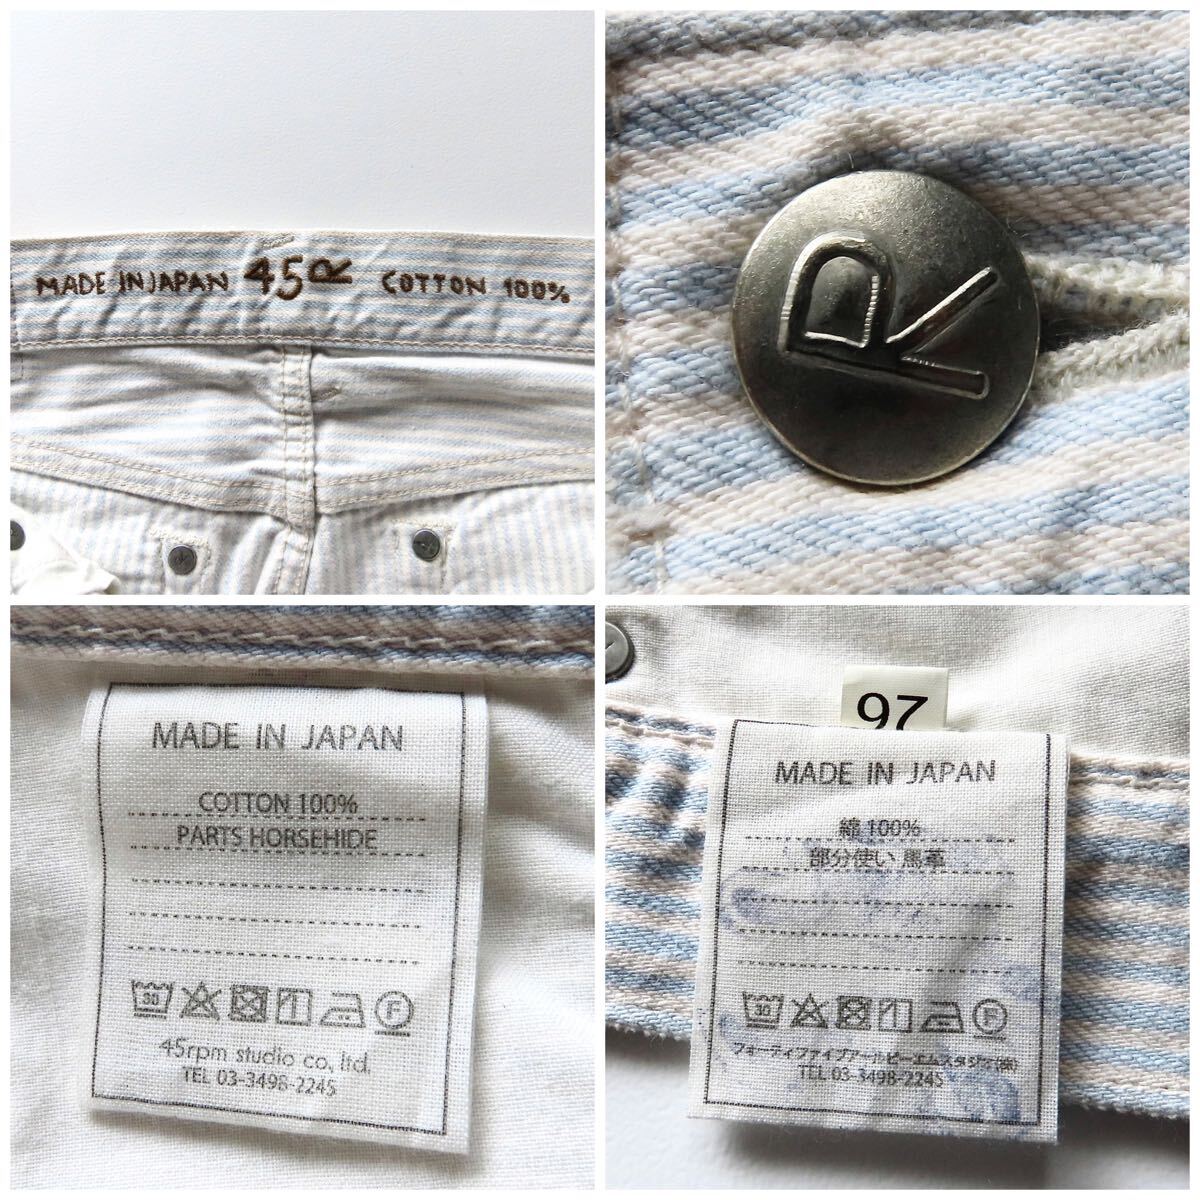 MADE IN JAPAN 45R COTTON 100%
R
MADE IN JAPAN
COTTON 100%
PARTS HORSEHIDE
30
F
45rpm studio co., ltd.
TEL 03-3498-2245
97
MADE IN JAPAN
綿 100%
部分使い 馬革
30
F
フォーティファイブアールピーエムスタジオ(株)
TEL 03-3498-2245